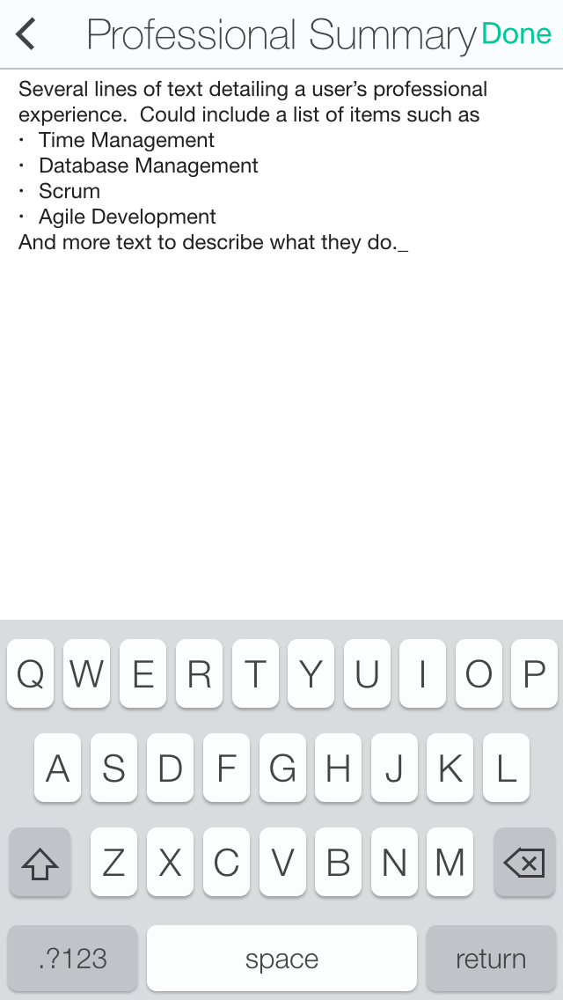 Professional Summary Done
Several lines of text detailing a user’s professional
experience.  Could include a list of items such as
· Time Management
· Database Management
· Scrum
· Agile Development
And more text to describe what they do._
Q W E R T Y U I O P
A S D F G H J K L
Z X C V B N M
.?123 space return